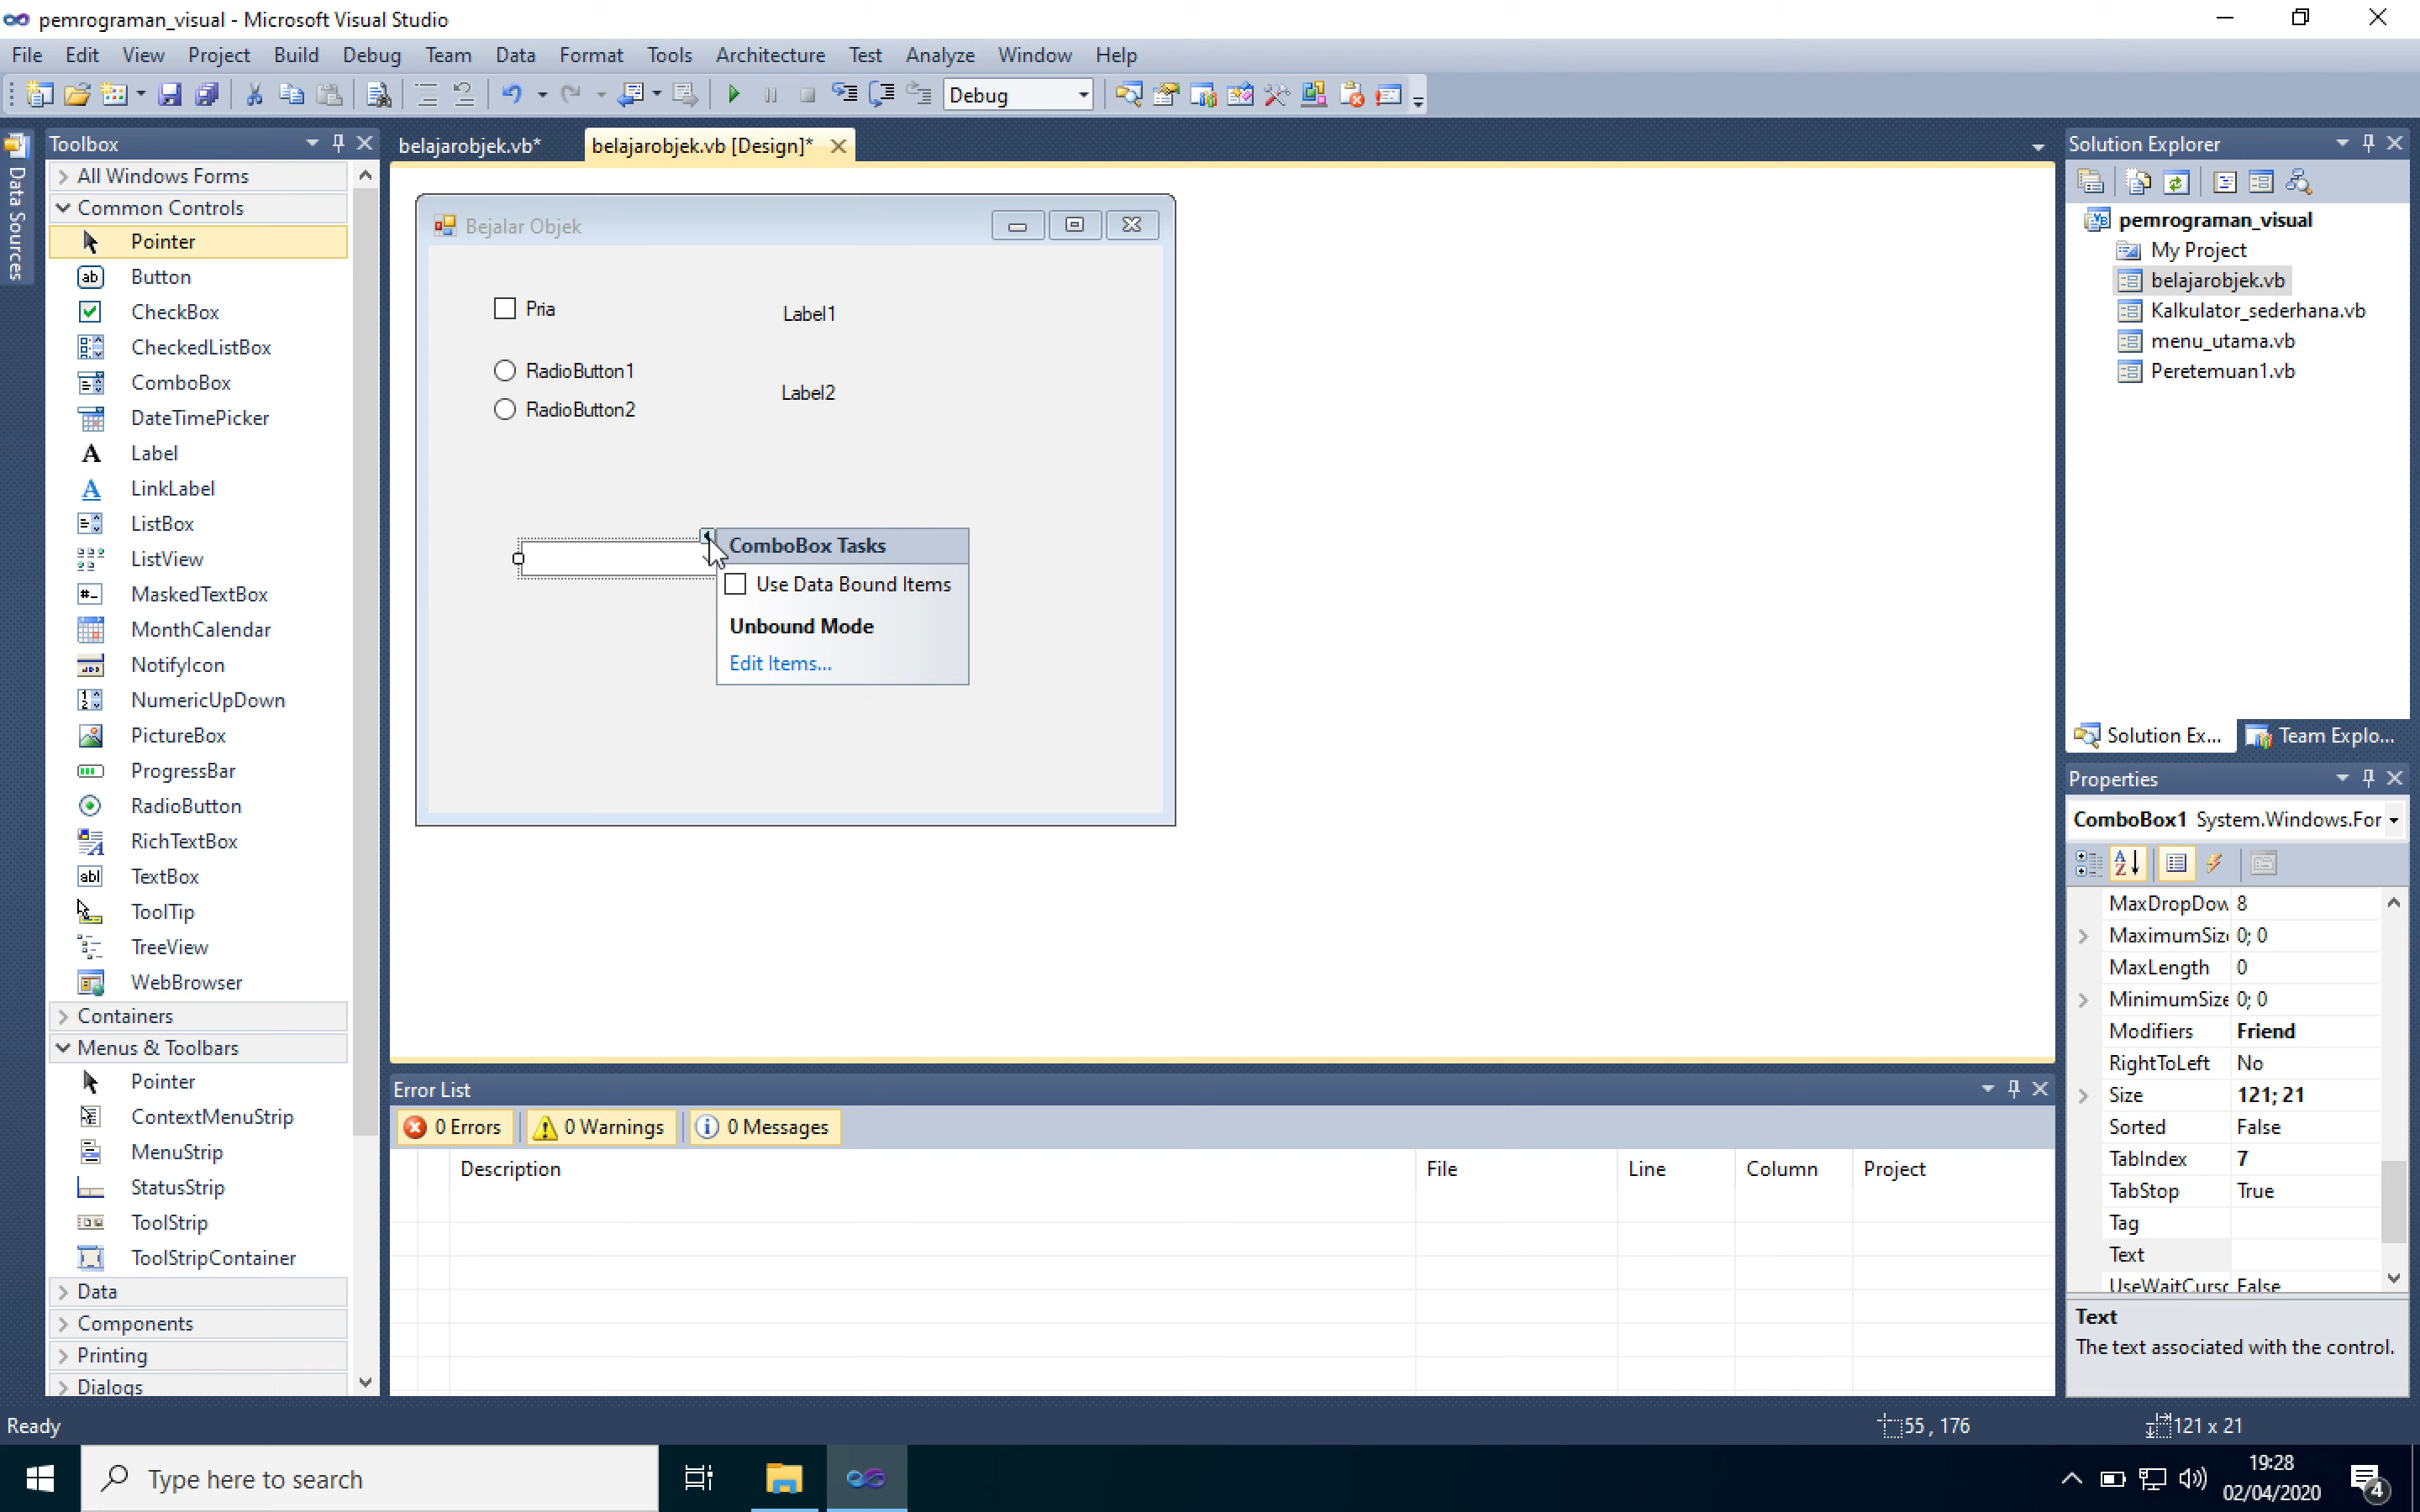 pemrograman_visual - Microsoft Visual Studio
File Edit View Project Build Debug Team Data Format Tools Architecture Test Analyze Window Help
Debug
Data Sources
Toolbox
All Windows Forms
Common Controls
Pointer
Button
CheckBox
CheckedListBox
ComboBox
DateTimePicker
Label
LinkLabel
ListBox
ListView
MaskedTextBox
MonthCalendar
NotifyIcon
NumericUpDown
PictureBox
ProgressBar
RadioButton
RichTextBox
TextBox
ToolTip
TreeView
WebBrowser
Containers
Menus & Toolbars
Pointer
ContextMenuStrip
MenuStrip
StatusStrip
ToolStrip
ToolStripContainer
Data
Components
Printing
Dialogs
belajarobjek.vb* belajarobjek.vb [Design]*
Bejalar Objek
Pria Label1
RadioButton1
Label2
RadioButton2
ComboBox Tasks
Use Data Bound Items
Unbound Mode
Edit Items...
Error List
0 Errors 0 Warnings 0 Messages
Description File Line Column Project
Solution Explorer
pemrograman_visual
My Project
belajarobjek.vb
Kalkulator_sederhana.vb
menu_utama.vb
Peretemuan1.vb
Solution Ex... Team Explo...
Properties
ComboBox1 System.Windows.For
MaxDropDow 8
MaximumSiz 0; 0
MaxLength 0
MinimumSize 0; 0
Modifiers Friend
RightToLeft No
Size 121; 21
Sorted False
TabIndex 7
TabStop True
Tag
Text
UseWaitCurso False
Text
The text associated with the control.
Ready 55 , 176 121 x 21
Type here to search
19:28
02/04/2020
4